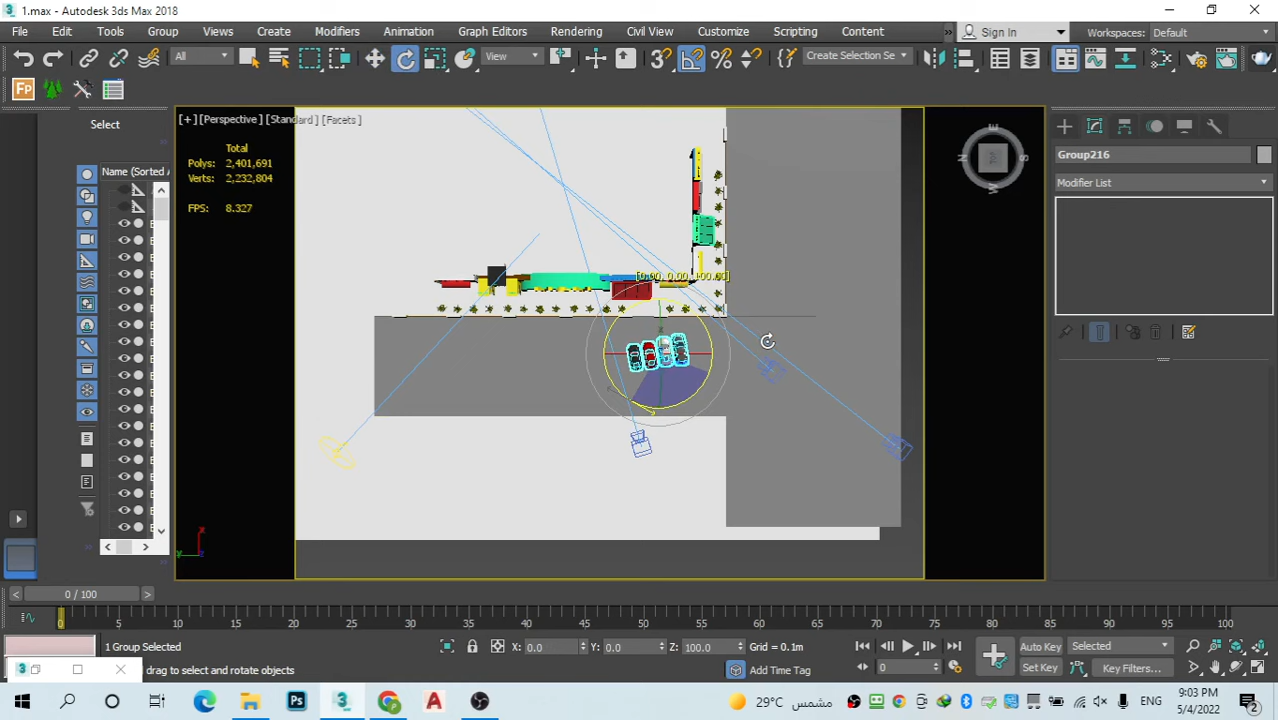 1.max - Autodesk 3ds Max 2018
File Edit Tools Group Views Create Modifiers Animation Graph Editors Rendering Civil View Customize Scripting Content Sign In Workspaces: Default
All View Create Selection Se
Select
[+] [Perspective] [Standard] [Facets]
Total
Polys: 2,401,691
Verts: 2,232,804
FPS: 8.327
Name (Sorted A
Group216
Modifier List
0 / 100
0 5 10 15 20 25 30 35 40 45 50 55 60 65 70 75 80 85 90 95 100
1 Group Selected X: 0.0 Y: 0.0 Z: 100.0 Grid = 0.1m Auto Key Selected
drag to select and rotate objects Add Time Tag 0 Set Key Key Filters...
29°C مشمس ENG 9:03 PM
5/4/2022
2